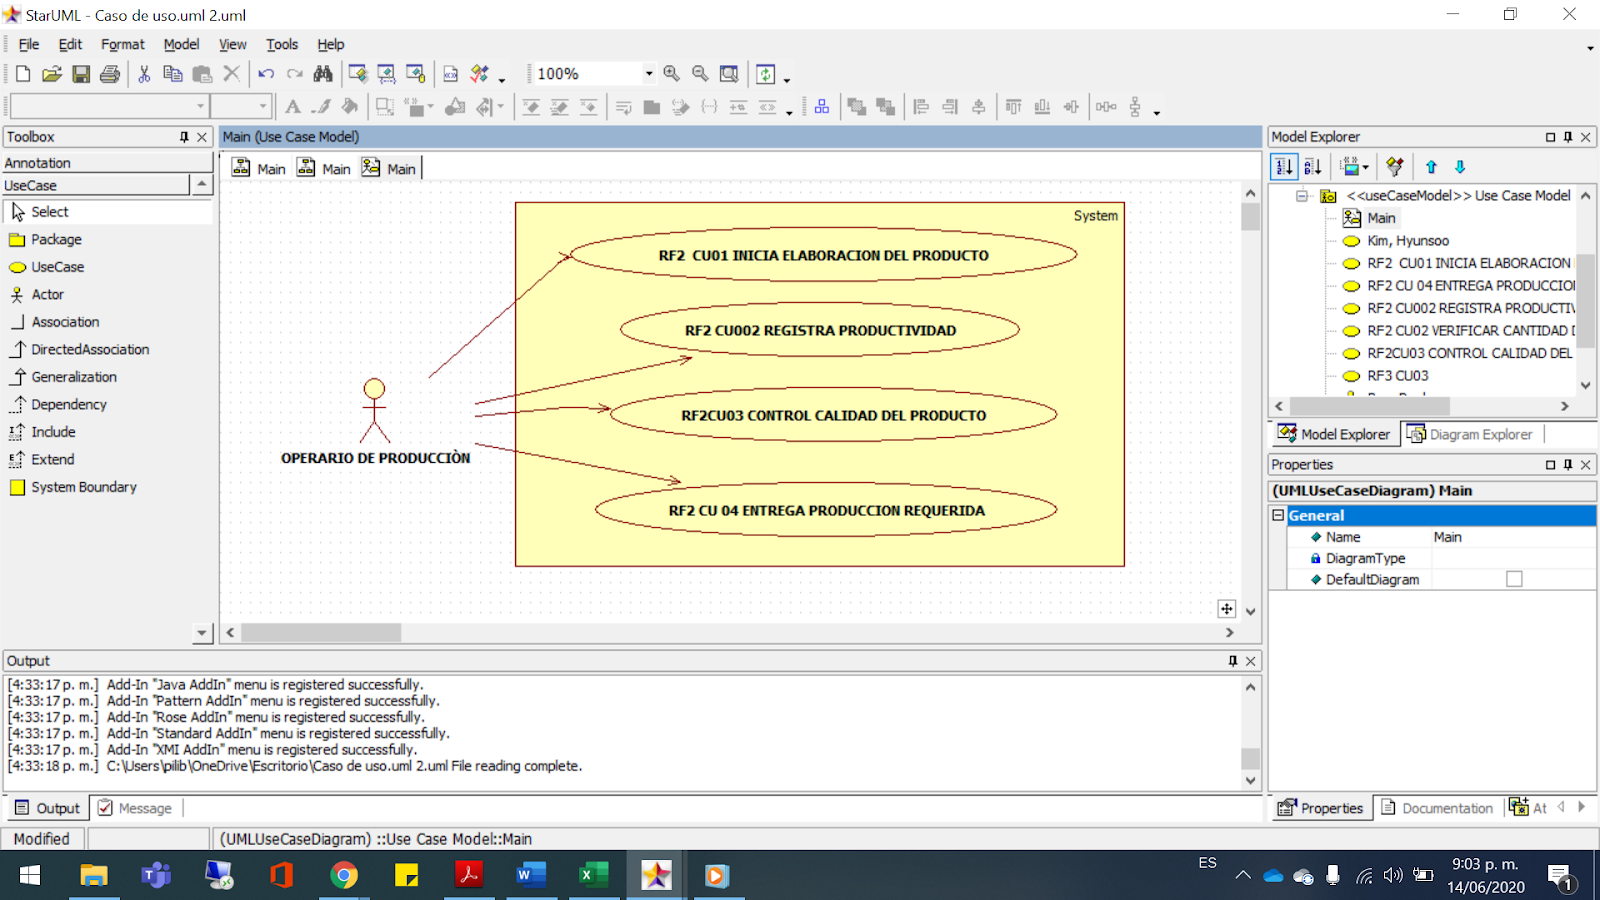 StarUML - Caso de uso.uml 2.uml
File Edit Format Model View Tools Help
100%
Toolbox
Annotation
UseCase
Select
Package
UseCase
Actor
Association
DirectedAssociation
Generalization
Dependency
Include
Extend
System Boundary
Main (Use Case Model)
Main Main Main
System
RF2 CU01 INICIA ELABORACION DEL PRODUCTO
RF2 CU002 REGISTRA PRODUCTIVIDAD
RF2CU03 CONTROL CALIDAD DEL PRODUCTO
RF2 CU 04 ENTREGA PRODUCCION REQUERIDA
OPERARIO DE PRODUCCIÒN
Model Explorer
<<useCaseModel>> Use Case Model
Main
Kim, Hyunsoo
RF2 CU01 INICIA ELABORACION
RF2 CU 04 ENTREGA PRODUCCIO
RF2 CU002 REGISTRA PRODUCTIV
RF2 CU02 VERIFICAR CANTIDAD D
RF2CU03 CONTROL CALIDAD DEL
RF3 CU03
Model Explorer Diagram Explorer
Properties
(UMLUseCaseDiagram) Main
General
Name Main
DiagramType
DefaultDiagram
Properties Documentation At
Output
[4:33:17 p. m.] Add-In "Java AddIn" menu is registered successfully.
[4:33:17 p. m.] Add-In "Pattern AddIn" menu is registered successfully.
[4:33:17 p. m.] Add-In "Rose AddIn" menu is registered successfully.
[4:33:17 p. m.] Add-In "Standard AddIn" menu is registered successfully.
[4:33:17 p. m.] Add-In "XMI AddIn" menu is registered successfully.
[4:33:18 p. m.] C:\Users\pilib\OneDrive\Escritorio\Caso de uso.uml 2.uml File reading complete.
Output Message
Modified
(UMLUseCaseDiagram) ::Use Case Model::Main
ES
9:03 p. m.
14/06/2020
1